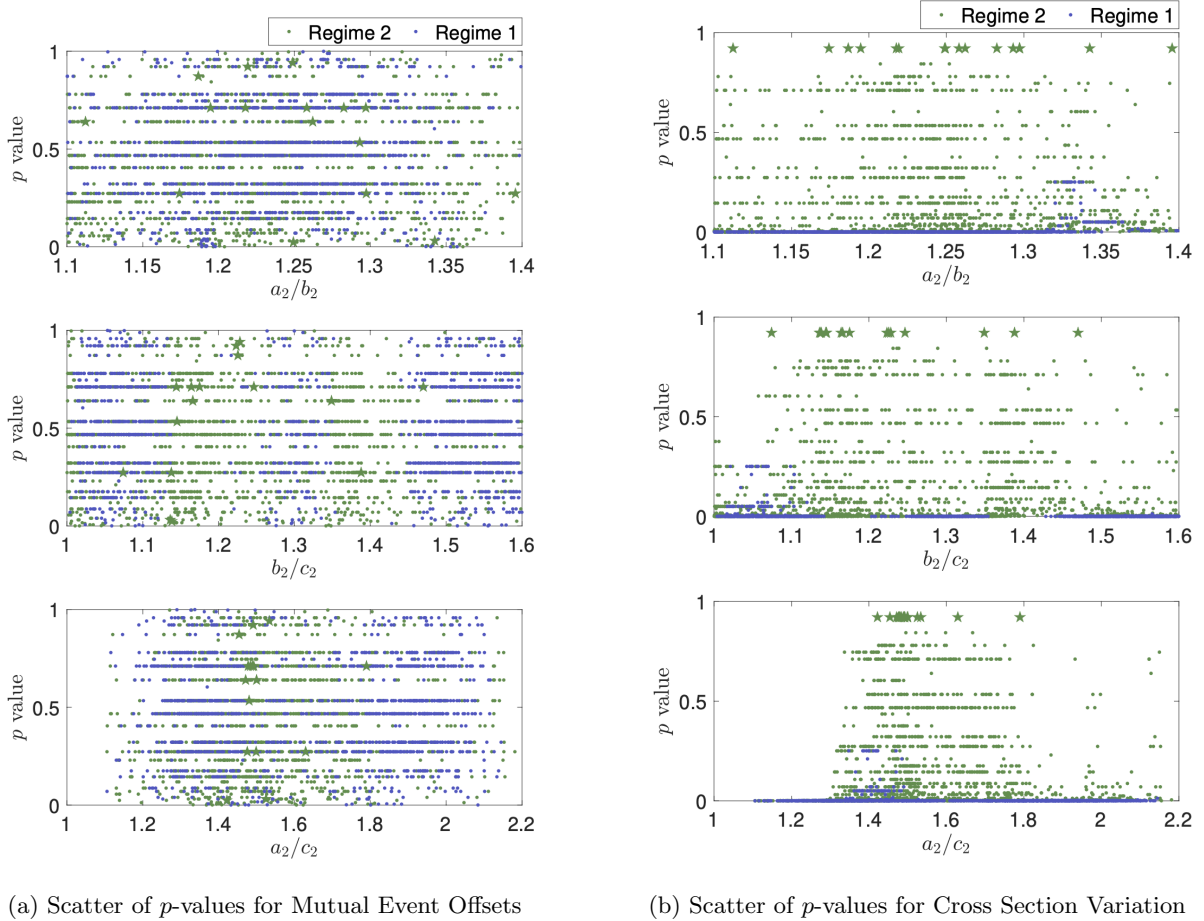 Regime 2 Regime 1
1
0.5
0
p value
1.1 1.15 1.2 1.25 1.3 1.35 1.4
a₂/b₂
1
0.5
0
p value
1 1.1 1.2 1.3 1.4 1.5 1.6
b₂/c₂
1
0.5
0
p value
1 1.2 1.4 1.6 1.8 2 2.2
a₂/c₂
(a) Scatter of p-values for Mutual Event Offsets
Regime 2 Regime 1
1
0.5
0
p value
1.1 1.15 1.2 1.25 1.3 1.35 1.4
a₂/b₂
1
0.5
0
p value
1 1.1 1.2 1.3 1.4 1.5 1.6
b₂/c₂
1
0.5
0
p value
1 1.2 1.4 1.6 1.8 2 2.2
a₂/c₂
(b) Scatter of p-values for Cross Section Variation